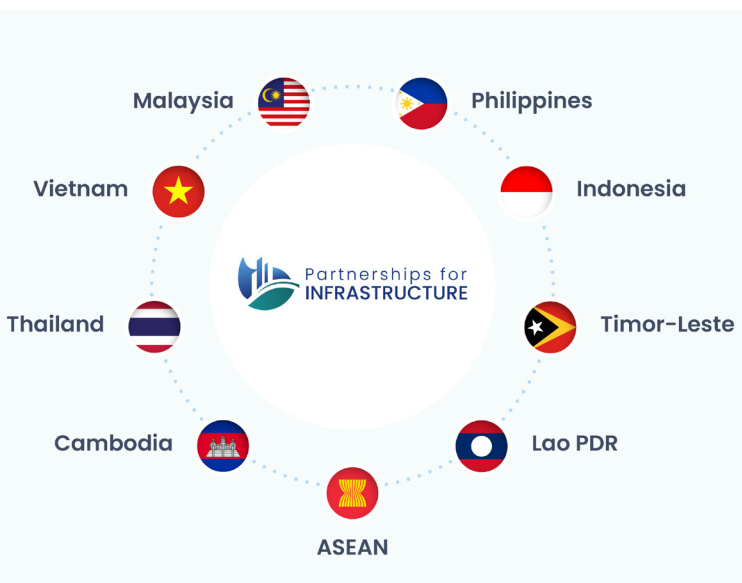 Malaysia
Philippines
Vietnam
Indonesia
Partnerships for
INFRASTRUCTURE
Thailand
Timor-Leste
Cambodia
Lao PDR
ASEAN